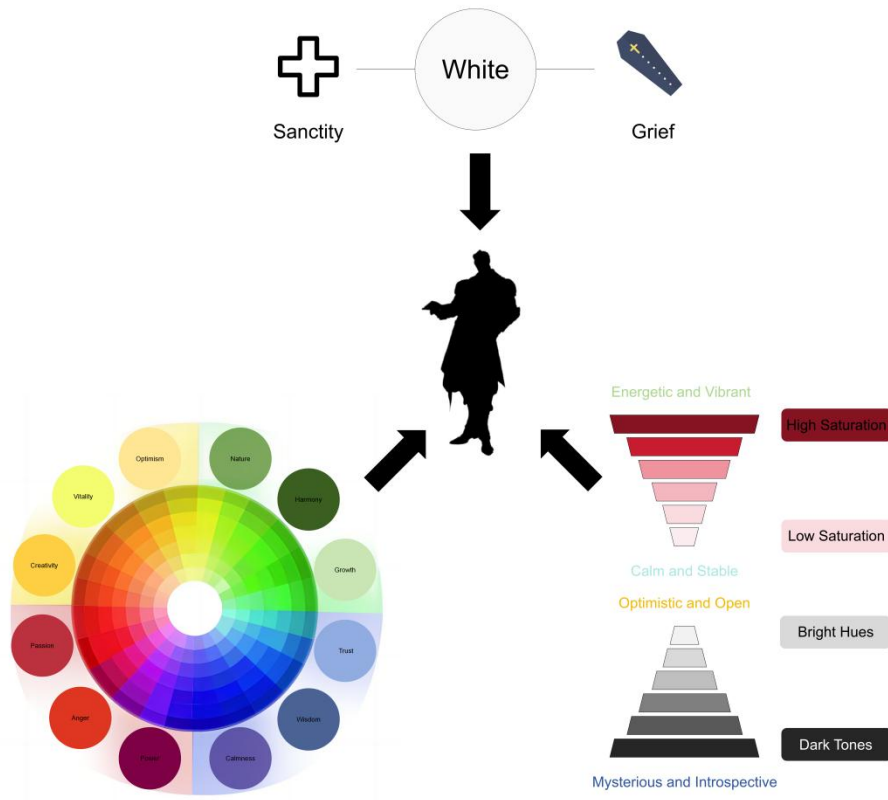 White
Sanctity
Grief
Energetic and Vibrant
High Saturation
Low Saturation
Calm and Stable
Optimistic and Open
Bright Hues
Dark Tones
Mysterious and Introspective
Optimism
Nature
Vitality
Harmony
Creativity
Growth
Passion
Trust
Anger
Wisdom
Power
Calmness